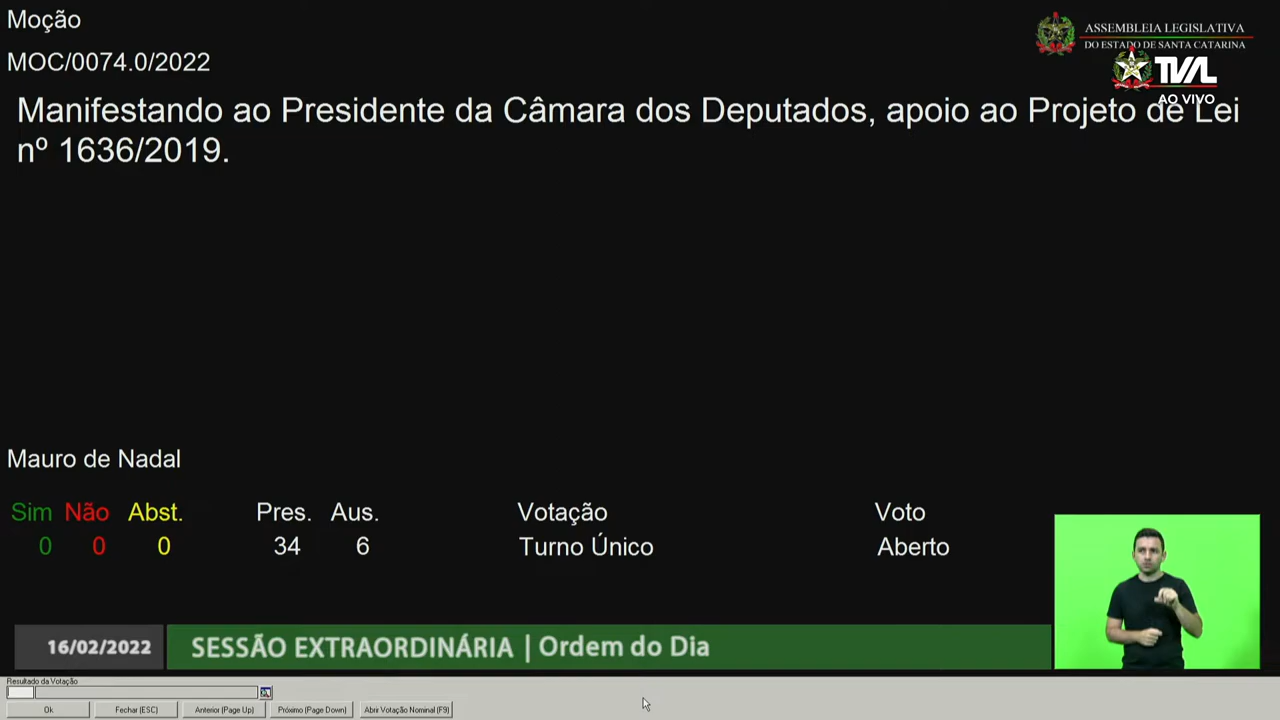 Moção
ASSEMBLEIA LEGISLATIVA
DO ESTADO DE SANTA CATARINA
MOC/0074.0/2022
TVAL
AO VIVO
Manifestando ao Presidente da Câmara dos Deputados, apoio ao Projeto de Lei
nº 1636/2019.
Mauro de Nadal
Sim Não Abst. Pres. Aus. Votação Voto
0 0 0 34 6 Turno Único Aberto
16/02/2022 SESSÃO EXTRAORDINÁRIA | Ordem do Dia
Resultado da Votação
Ok Fechar (ESC) Anterior (Page Up) Próximo (Page Down) Abrir Votação Nominal (F9)